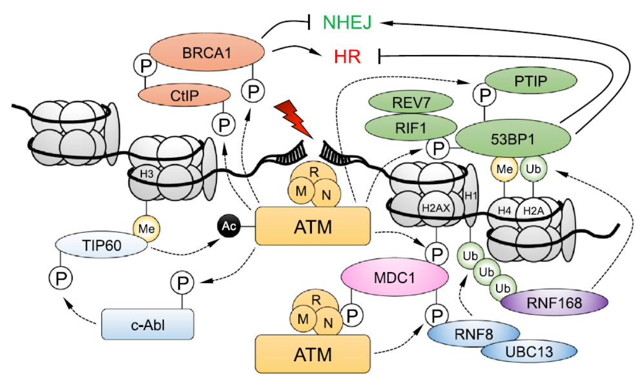 NHEJ
BRCA1
HR
P
P
CtIP
P
PTIP
P
REV7
RIF1
53BP1
P
H3
R
M
N
Me
Ub
H1
H2AX
H4
H2A
Me
Ac
ATM
TIP60
P
Ub
Ub
Ub
P
P
MDC1
RNF168
c-Abl
R
M
N
P
P
RNF8
ATM
UBC13